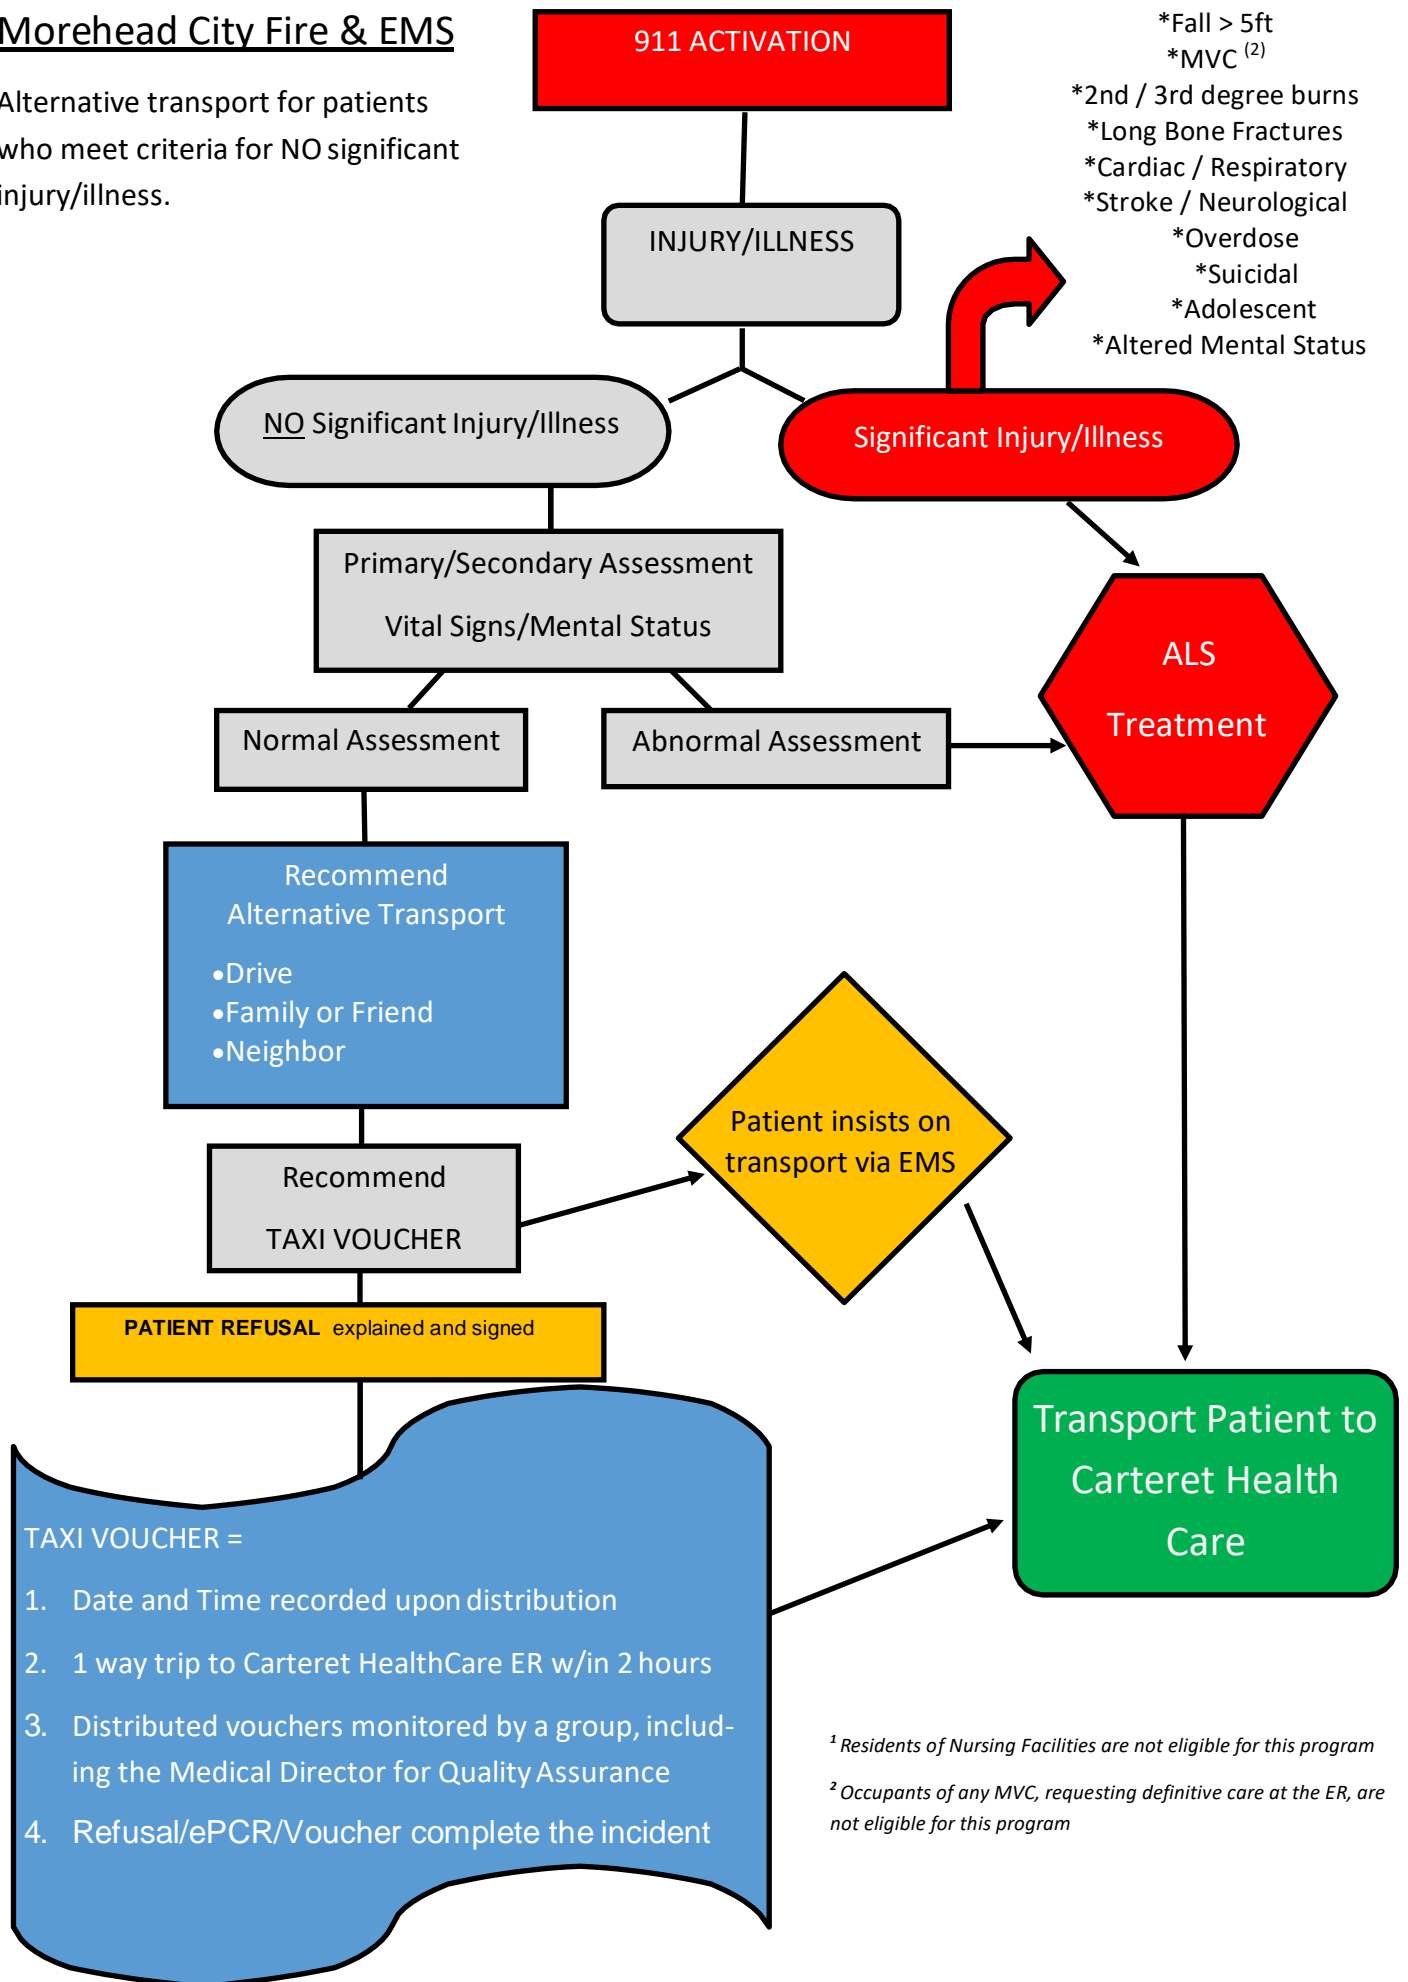 Morehead City Fire & EMS
Alternative transport for patients
who meet criteria for NO significant
injury/illness.
911 ACTIVATION
*Fall > 5ft
*MVC (2)
*2nd / 3rd degree burns
*Long Bone Fractures
*Cardiac / Respiratory
*Stroke / Neurological
*Overdose
*Suicidal
*Adolescent
*Altered Mental Status
INJURY/ILLNESS
NO Significant Injury/Illness
Significant Injury/Illness
Primary/Secondary Assessment
Vital Signs/Mental Status
ALS
Treatment
Normal Assessment
Abnormal Assessment
Recommend
Alternative Transport
•Drive
•Family or Friend
•Neighbor
Patient insists on
transport via EMS
Recommend
TAXI VOUCHER
PATIENT REFUSAL explained and signed
Transport Patient to
Carteret Health
Care
TAXI VOUCHER =
1. Date and Time recorded upon distribution
2. 1 way trip to Carteret HealthCare ER w/in 2 hours
3. Distributed vouchers monitored by a group, includ-
ing the Medical Director for Quality Assurance
4. Refusal/ePCR/Voucher complete the incident
1 Residents of Nursing Facilities are not eligible for this program
2 Occupants of any MVC, requesting definitive care at the ER, are
not eligible for this program